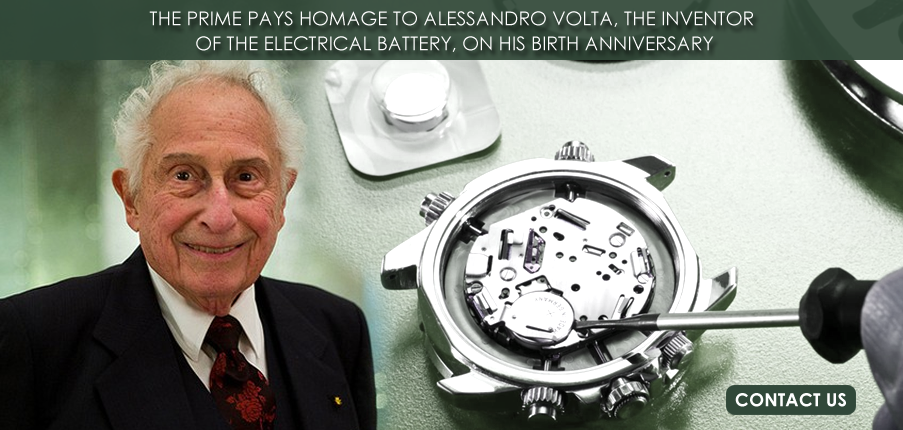 THE PRIME PAYS HOMAGE TO ALESSANDRO VOLTA, THE INVENTOR
OF THE ELECTRICAL BATTERY, ON HIS BIRTH ANNIVERSARY
CONTACT US